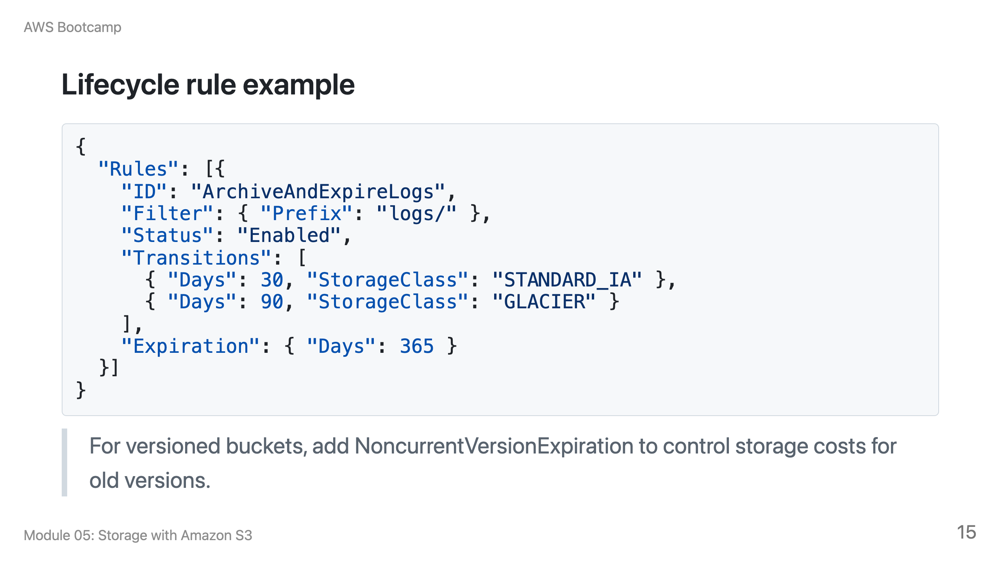 AWS Bootcamp
Lifecycle rule example
{
  "Rules": [{
    "ID": "ArchiveAndExpireLogs",
    "Filter": { "Prefix": "logs/" },
    "Status": "Enabled",
    "Transitions": [
      { "Days": 30, "StorageClass": "STANDARD_IA" },
      { "Days": 90, "StorageClass": "GLACIER" }
    ],
    "Expiration": { "Days": 365 }
  }]
}
For versioned buckets, add NoncurrentVersionExpiration to control storage costs for
old versions.
Module 05: Storage with Amazon S3
15